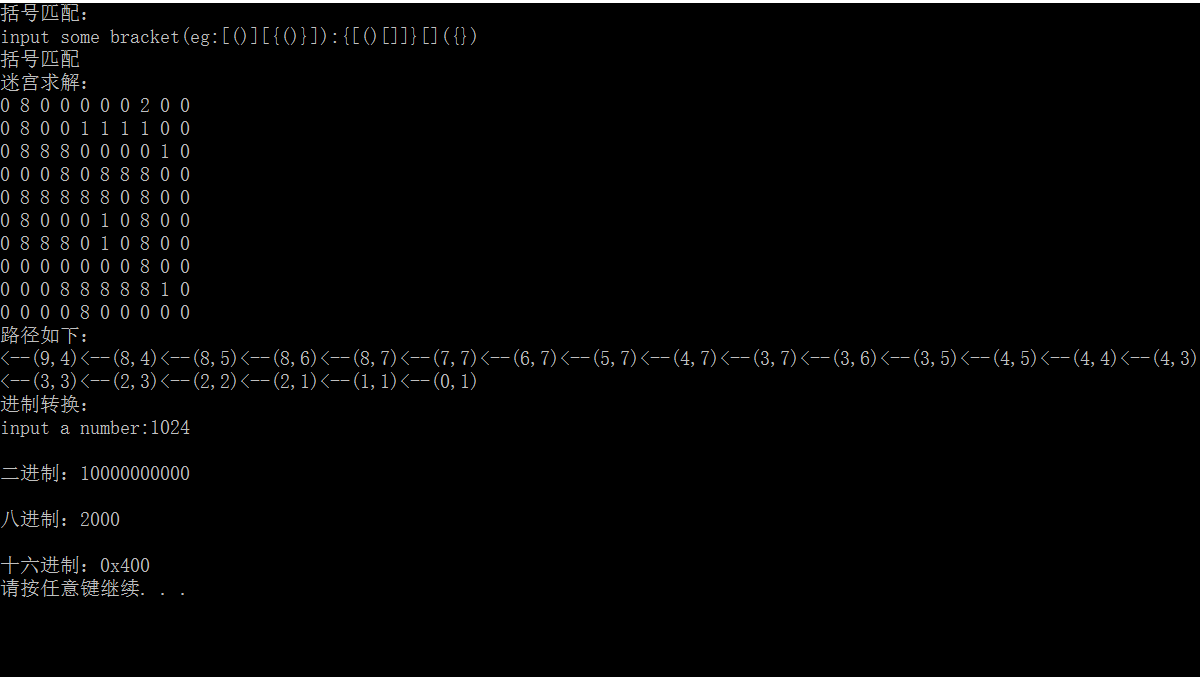 括号匹配:
input some bracket(eg:[()][{()}]):{[()[]]}[]({})
括号匹配
迷宫求解:
0 8 0 0 0 0 0 2 0 0
0 8 0 0 1 1 1 1 0 0
0 8 8 8 0 0 0 0 1 0
0 0 0 8 0 8 8 8 0 0
0 8 8 8 8 8 0 8 0 0
0 8 0 0 0 1 0 8 0 0
0 8 8 8 0 1 0 8 0 0
0 0 0 0 0 0 0 8 0 0
0 0 0 8 8 8 8 8 1 0
0 0 0 0 8 0 0 0 0 0
路径如下:
<--(9,4)<--(8,4)<--(8,5)<--(8,6)<--(8,7)<--(7,7)<--(6,7)<--(5,7)<--(4,7)<--(3,7)<--(3,6)<--(3,5)<--(4,5)<--(4,4)<--(4,3)
<--(3,3)<--(2,3)<--(2,2)<--(2,1)<--(1,1)<--(0,1)
进制转换:
input a number:1024
二进制: 10000000000
八进制: 2000
十六进制: 0x400
请按任意键继续. . .